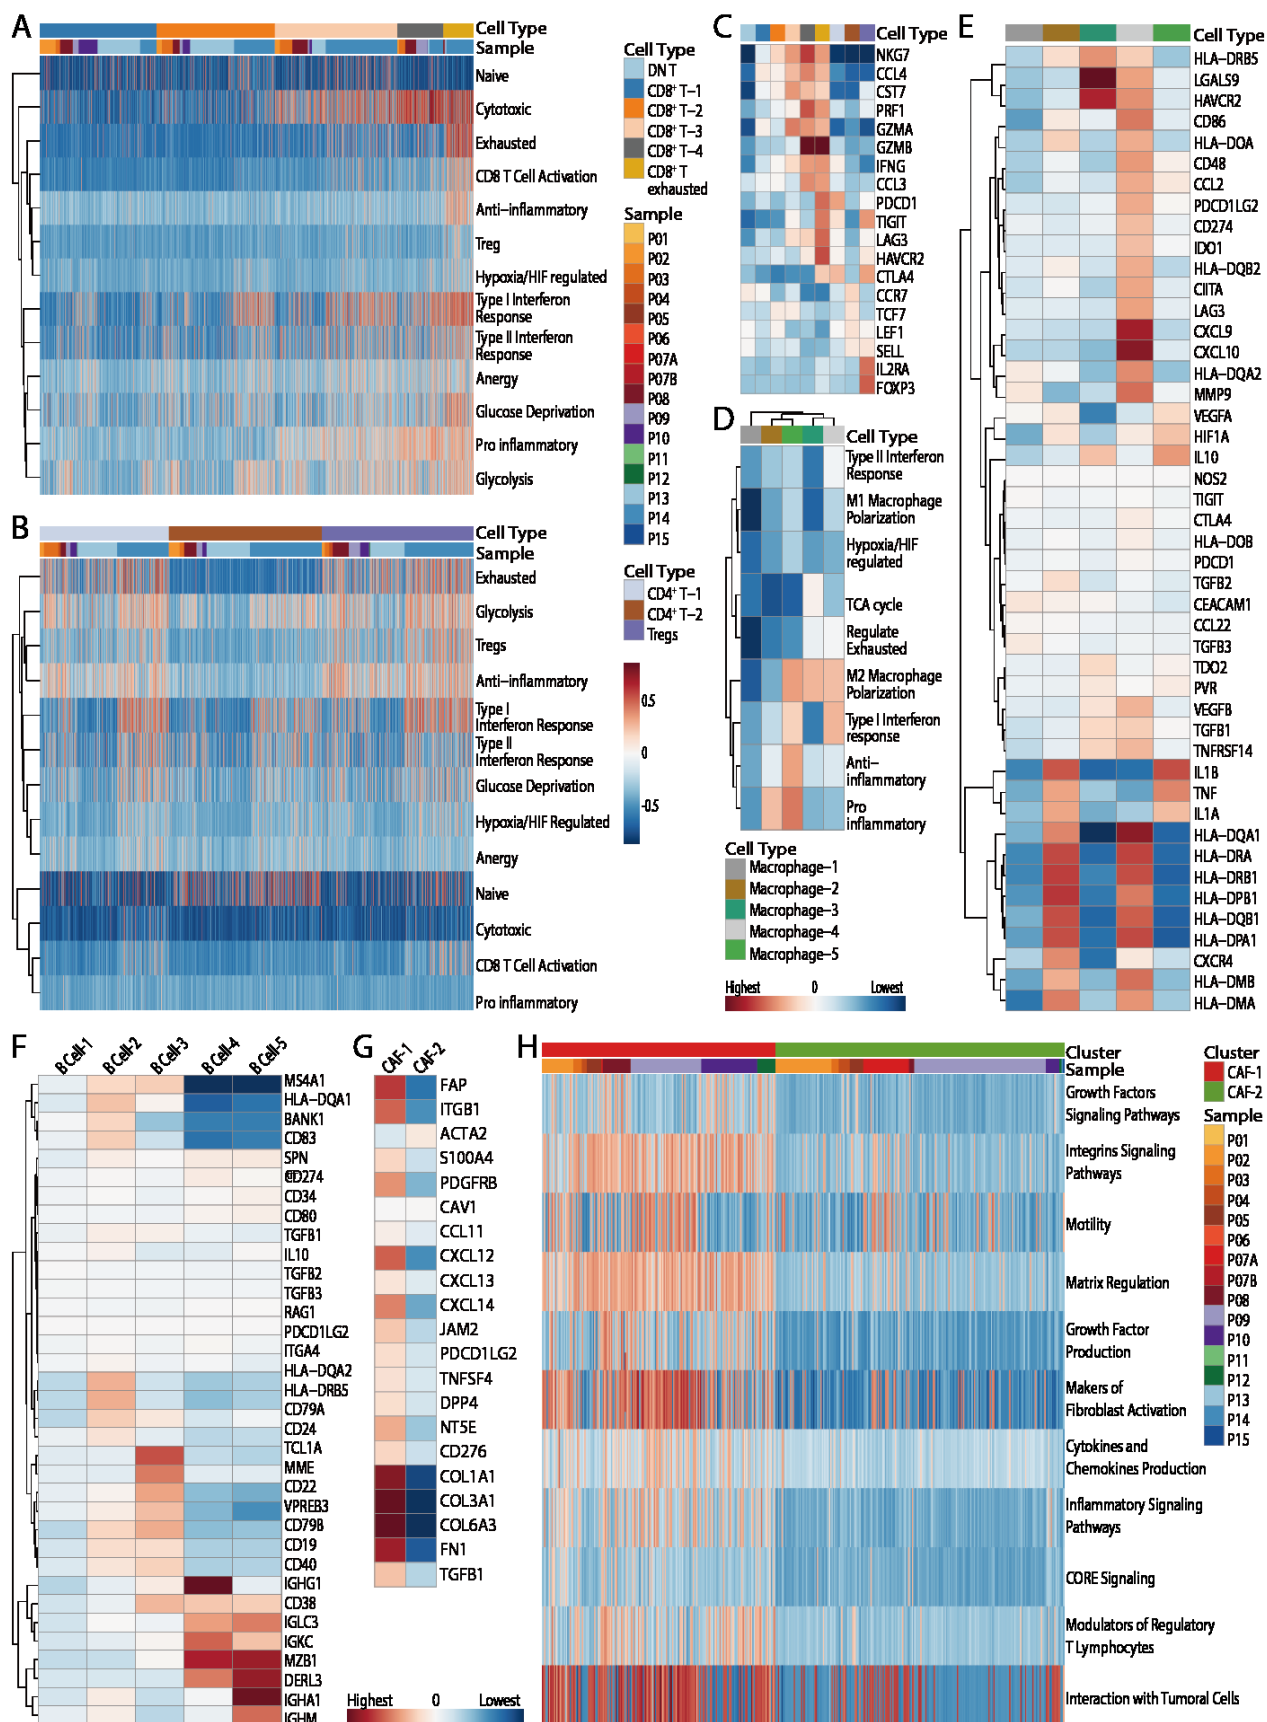 A
Cell Type
Sample
Naive
Cytotoxic
Exhausted
CD8 T Cell Activation
Anti-inflammatory
Treg
Hypoxia/HIF regulated
Type I Interferon
Response
Type II Interferon
Response
Anergy
Glucose Deprivation
Pro inflammatory
Glycolysis
Cell Type
DN T
CD8⁺ T-1
CD8⁺ T-2
CD8⁺ T-3
CD8⁺ T-4
CD8⁺ T
exhausted
Sample
P01
P02
P03
P04
P05
P06
P07A
P07B
P08
P09
P10
P11
P12
P13
P14
P15
B
Cell Type
Sample
Exhausted
Glycolysis
Tregs
Anti-inflammatory
Type I
Interferon Response
Type II
Interferon Response
Glucose Deprivation
Hypoxia/HIF Regulated
Anergy
Naive
Cytotoxic
CD8 T Cell Activation
Pro inflammatory
Cell Type
CD4⁺ T-1
CD4⁺ T-2
Tregs
0.5
0
-0.5
C
Cell Type
NKG7
CCL4
CST7
PRF1
GZMA
GZMB
IFNG
CCL3
PDCD1
TIGIT
LAG3
HAVCR2
CTLA4
CCR7
TCF7
LEF1
SELL
IL2RA
FOXP3
D
Cell Type
Type II Interferon
Response
M1 Macrophage
Polarization
Hypoxia/HIF
regulated
TCA cycle
Regulate
Exhausted
M2 Macrophage
Polarization
Type I Interferon
response
Anti-
inflammatory
Pro
inflammatory
Cell Type
Macrophage-1
Macrophage-2
Macrophage-3
Macrophage-4
Macrophage-5
Highest 0 Lowest
E
Cell Type
HLA-DRB5
LGALS9
HAVCR2
CD86
HLA-DOA
CD48
CCL2
PDCD1LG2
CD274
IDO1
HLA-DQB2
CIITA
LAG3
CXCL9
CXCL10
HLA-DQA2
MMP9
VEGFA
HIF1A
IL10
NOS2
TIGIT
CTLA4
HLA-DOB
PDCD1
TGFB2
CEACAM1
CCL22
TGFB3
TDO2
PVR
VEGFB
TGFB1
TNFRSF14
IL1B
TNF
IL1A
HLA-DQA1
HLA-DRA
HLA-DRB1
HLA-DPB1
HLA-DQB1
HLA-DPA1
CXCR4
HLA-DMB
HLA-DMA
F
B Cell-1
B Cell-2
B Cell-3
B Cell-4
B Cell-5
MS4A1
HLA-DQA1
BANK1
CD83
SPN
CD274
CD34
CD80
TGFB1
IL10
TGFB2
TGFB3
RAG1
PDCD1LG2
ITGA4
HLA-DQA2
HLA-DRB5
CD79A
CD24
TCL1A
MME
CD22
VPREB3
CD79B
CD19
CD40
IGHG1
CD38
IGLC3
IGKC
MZB1
DERL3
IGHA1
IGHM
G
CAF-1
CAF-2
FAP
ITGB1
ACTA2
S100A4
PDGFRB
CAV1
CCL11
CXCL12
CXCL13
CXCL14
JAM2
PDCD1LG2
TNFSF4
DPP4
NT5E
CD276
COL1A1
COL3A1
COL6A3
FN1
TGFB1
Highest 0 Lowest
H
Cluster
Sample
Growth Factors
Signaling Pathways
Integrins Signaling
Pathways
Motility
Matrix Regulation
Growth Factor
Production
Makers of
Fibroblast Activation
Cytokines and
Chemokines Production
Inflammatory Signaling
Pathways
CORE Signaling
Modulators of Regulatory
T Lymphocytes
Interaction with Tumoral Cells
Cluster
CAF-1
CAF-2
Sample
P01
P02
P03
P04
P05
P06
P07A
P07B
P08
P09
P10
P11
P12
P13
P14
P15